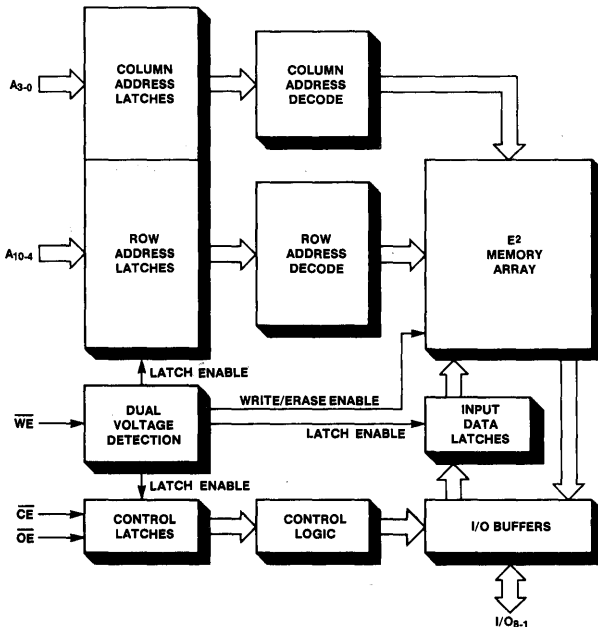 COLUMN
ADDRESS
LATCHES
COLUMN
ADDRESS
DECODE
A3-0
ROW
ADDRESS
LATCHES
ROW
ADDRESS
DECODE
E2
MEMORY
ARRAY
A10-4
LATCH ENABLE
WRITE/ERASE ENABLE
WE
DUAL
VOLTAGE
DETECTION
LATCH ENABLE
INPUT
DATA
LATCHES
LATCH ENABLE
CE
OE
CONTROL
LATCHES
CONTROL
LOGIC
I/O BUFFERS
I/O8-1